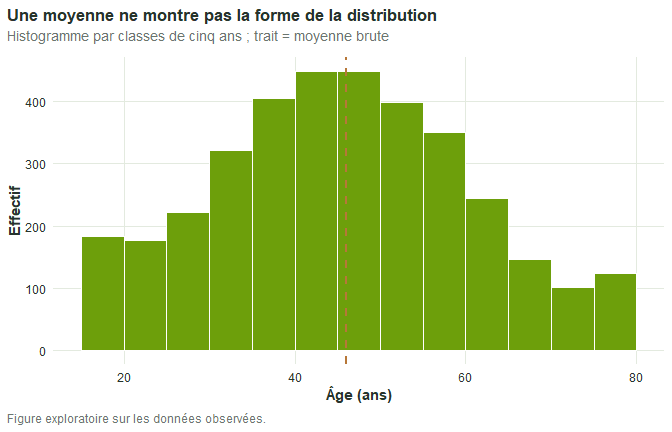 Une moyenne ne montre pas la forme de la distribution
Histogramme par classes de cinq ans ; trait = moyenne brute
Effectif
400
300
200
100
0
20 40 60 80
Âge (ans)
Figure exploratoire sur les données observées.